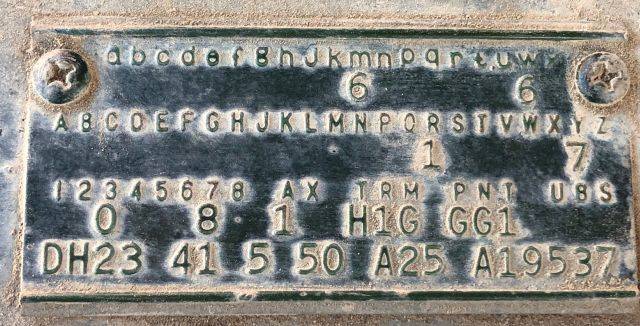 abcdefghjkmnpqrtuwx
6 6
ABCDEFGHJKLMNPQRSTVWXYZ
1 7
12345678 AX TRM PNT UBS
0 8 1 H1G GG1
DH23 41 5 50 A25 A19537